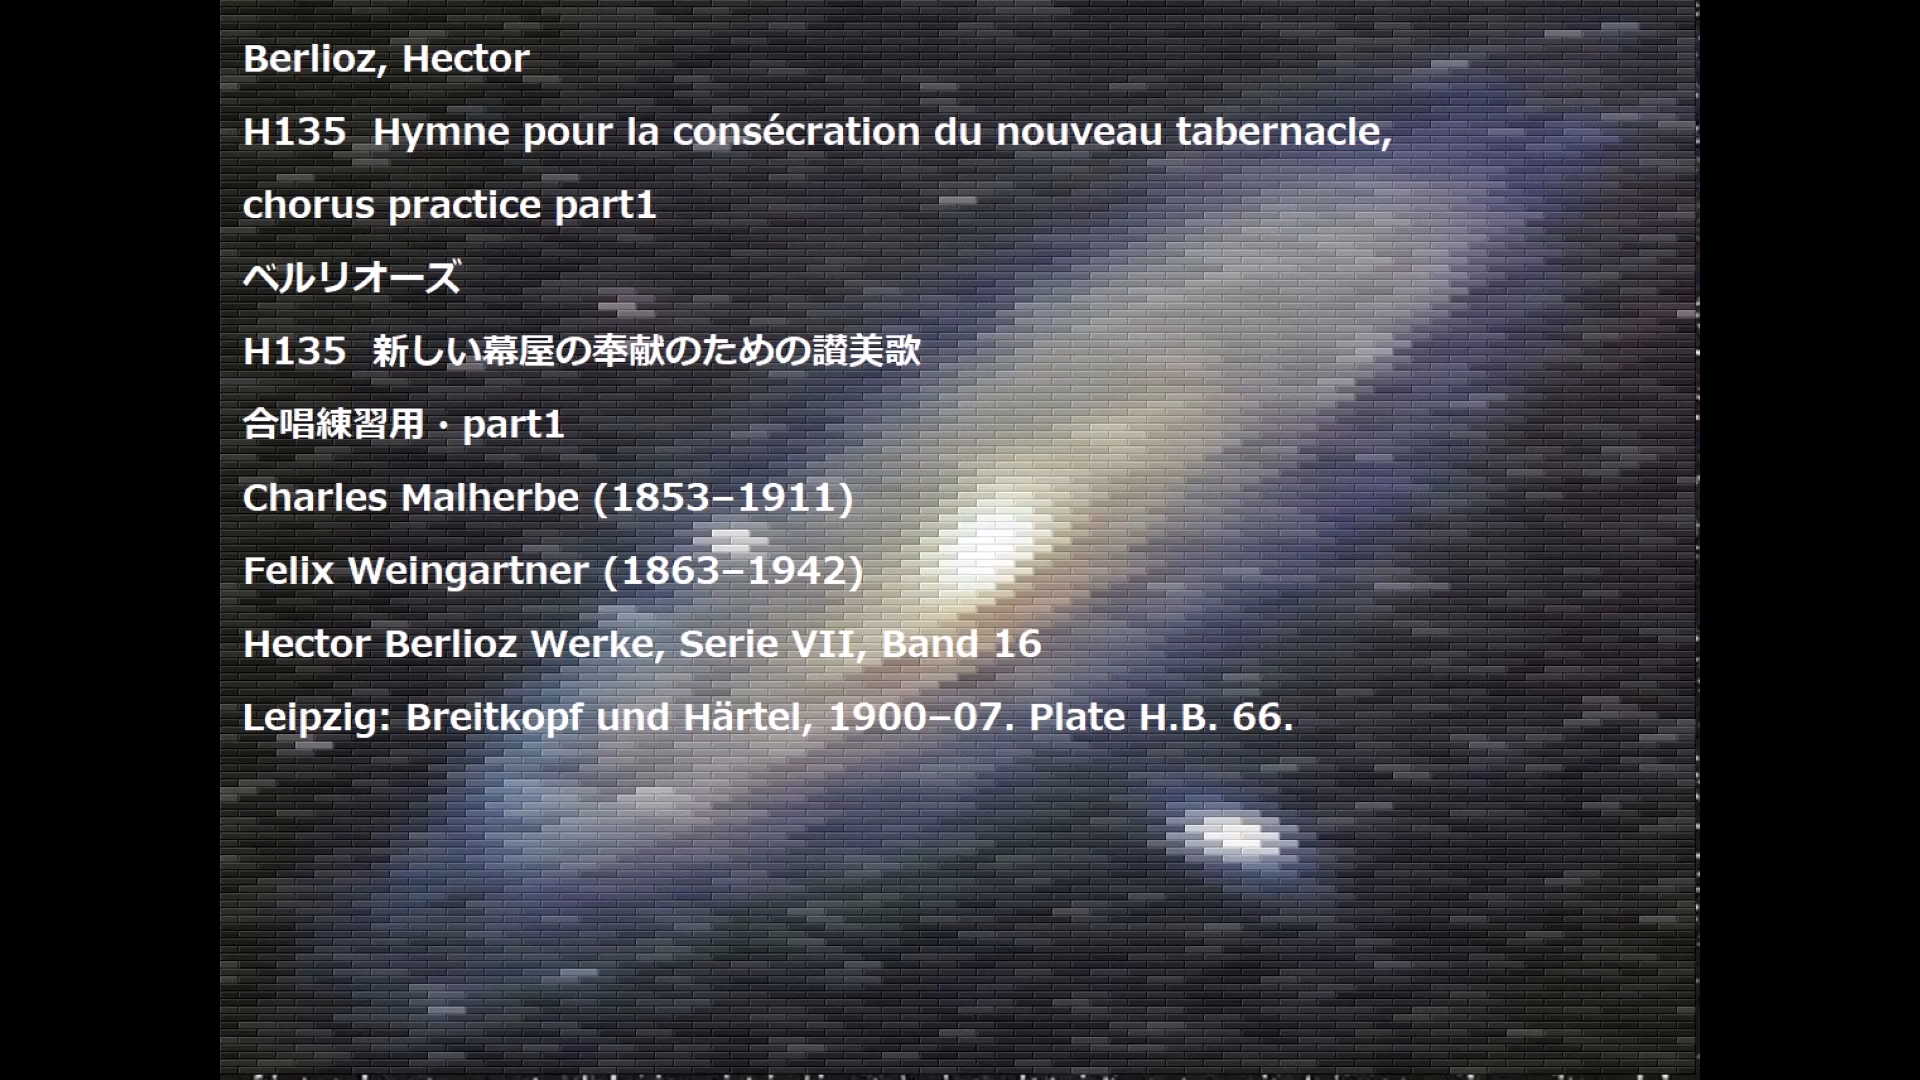 Berlioz, Hector
H135  Hymne pour la consécration du nouveau tabernacle,
chorus practice part1
ベルリオーズ
H135  新しい幕屋の奉献のための讃美歌
合唱練習用・part1
Charles Malherbe (1853–1911)
Felix Weingartner (1863–1942)
Hector Berlioz Werke, Serie VII, Band 16
Leipzig: Breitkopf und Härtel, 1900–07. Plate H.B. 66.